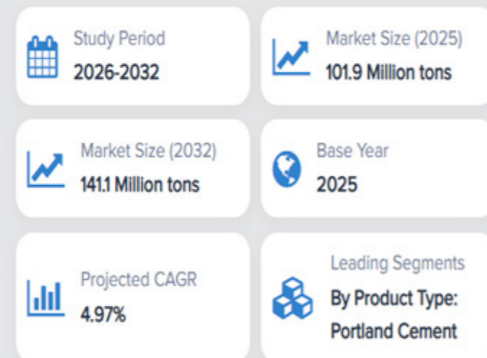 Study Period
2026-2032
Market Size (2025)
101.9 Million tons
Market Size (2032)
141.1 Million tons
Base Year
2025
Projected CAGR
4.97%
Leading Segments
By Product Type:
Portland Cement